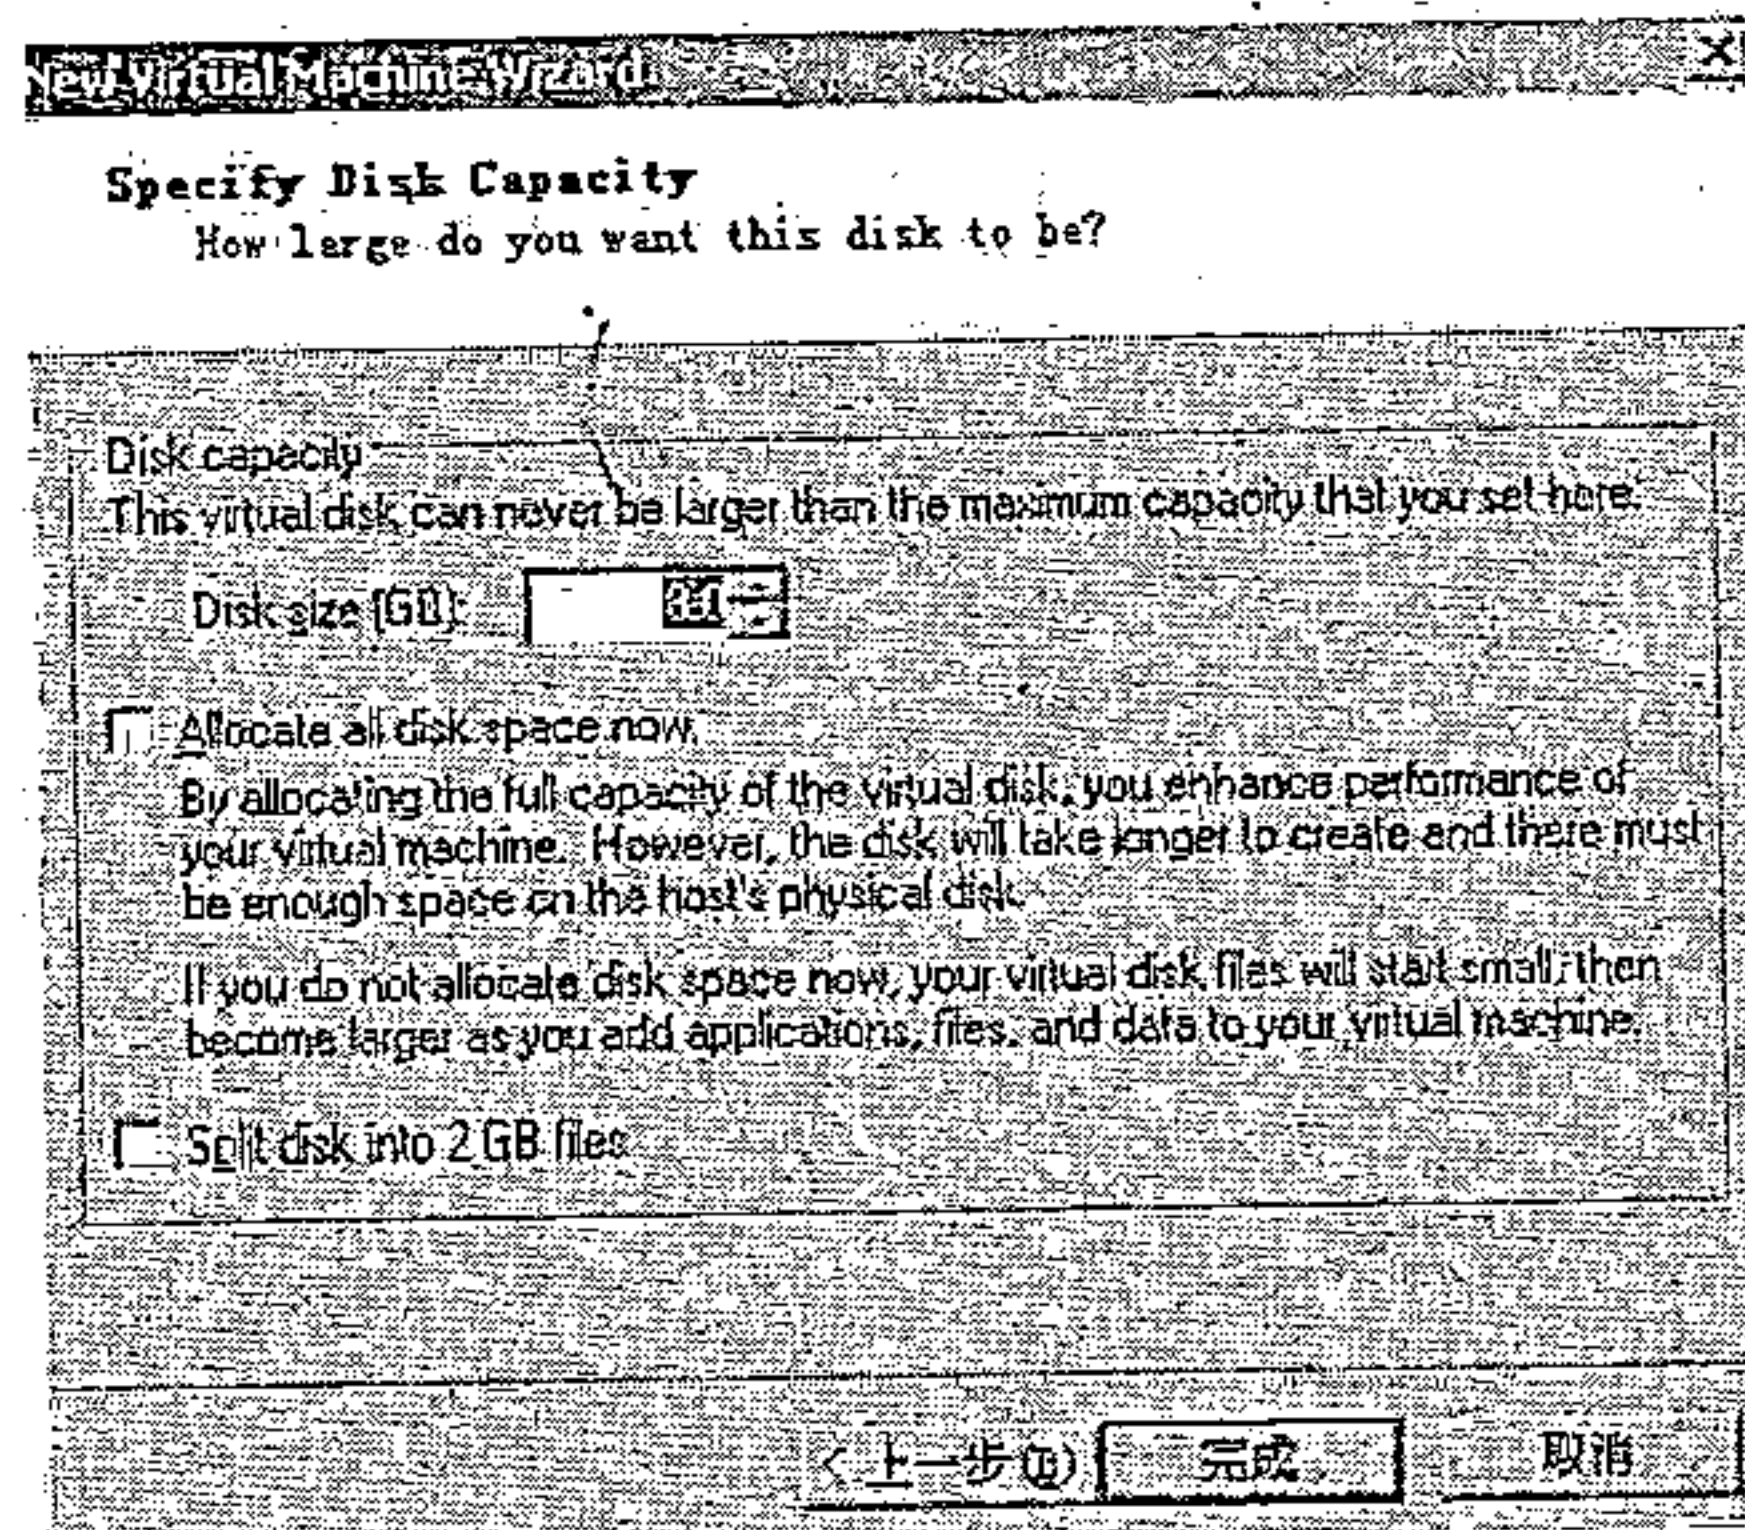 New Virtual Machine Wizard
Specify Disk Capacity
How large do you want this disk to be?
Disk capacity
This virtual disk can never be larger than the maximum capacity that you set here.
Disk size (GB):
Allocate all disk space now.
By allocating the full capacity of the virtual disk, you enhance performance of
your virtual machine. However, the disk will take longer to create and there must
be enough space on the host's physical disk.
If you do not allocate disk space now, your virtual disk files will start small, then
become larger as you add applications, files, and data to your virtual machine.
Split disk into 2 GB files
<上一步(B) 完成 取消